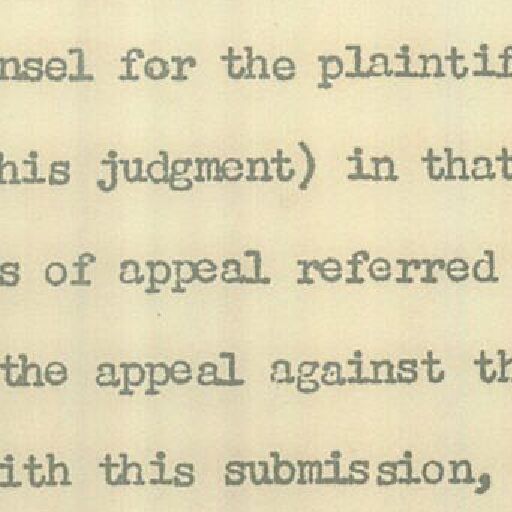 nsel for the plaintif
his judgment) in that
s of appeal referred
the appeal against th
ith this submission,